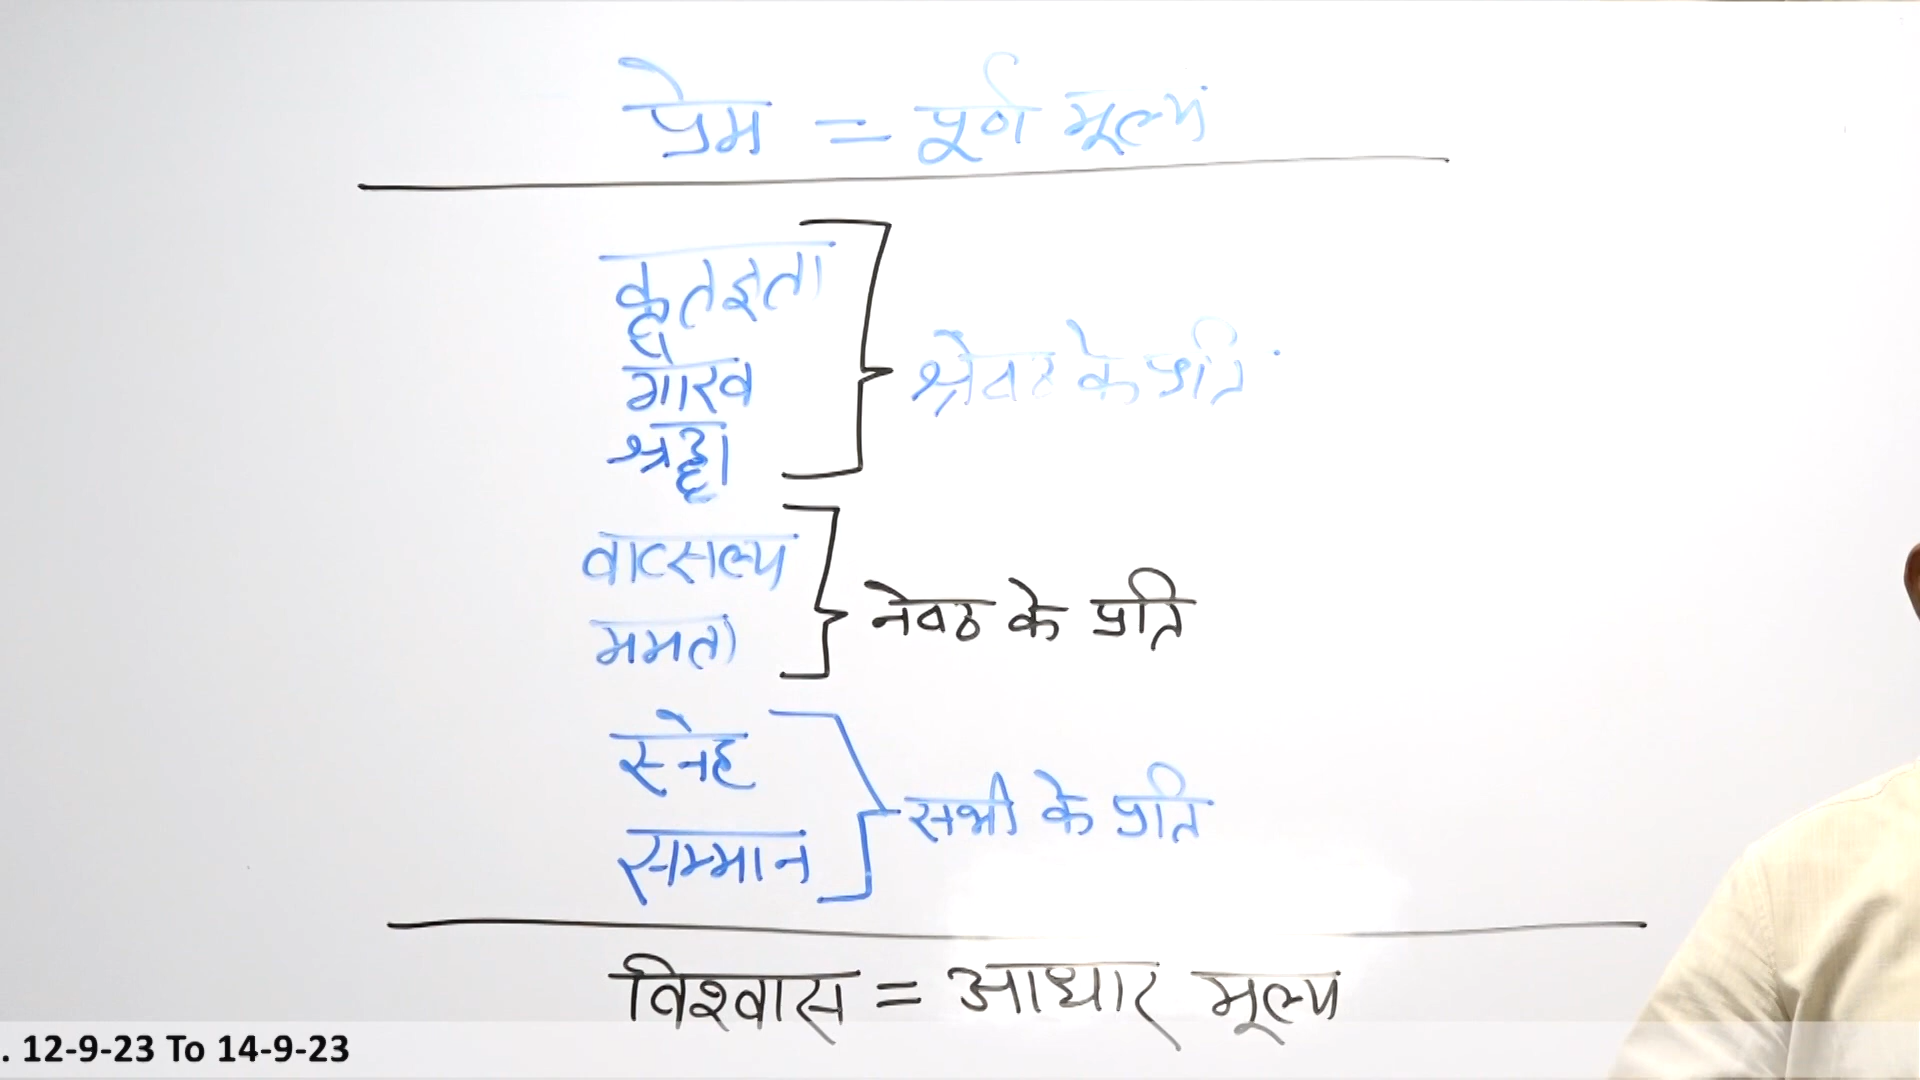 प्रेम = पूर्ण मूल्य
कृतज्ञता
गौरव
श्रद्धा
श्रेष्ठ के प्रति
वात्सल्य
ममता
नेष्ठ के प्रति
स्नेह
सम्मान
सभी के प्रति
विश्वास = आधार मूल्य
. 12-9-23 To 14-9-23